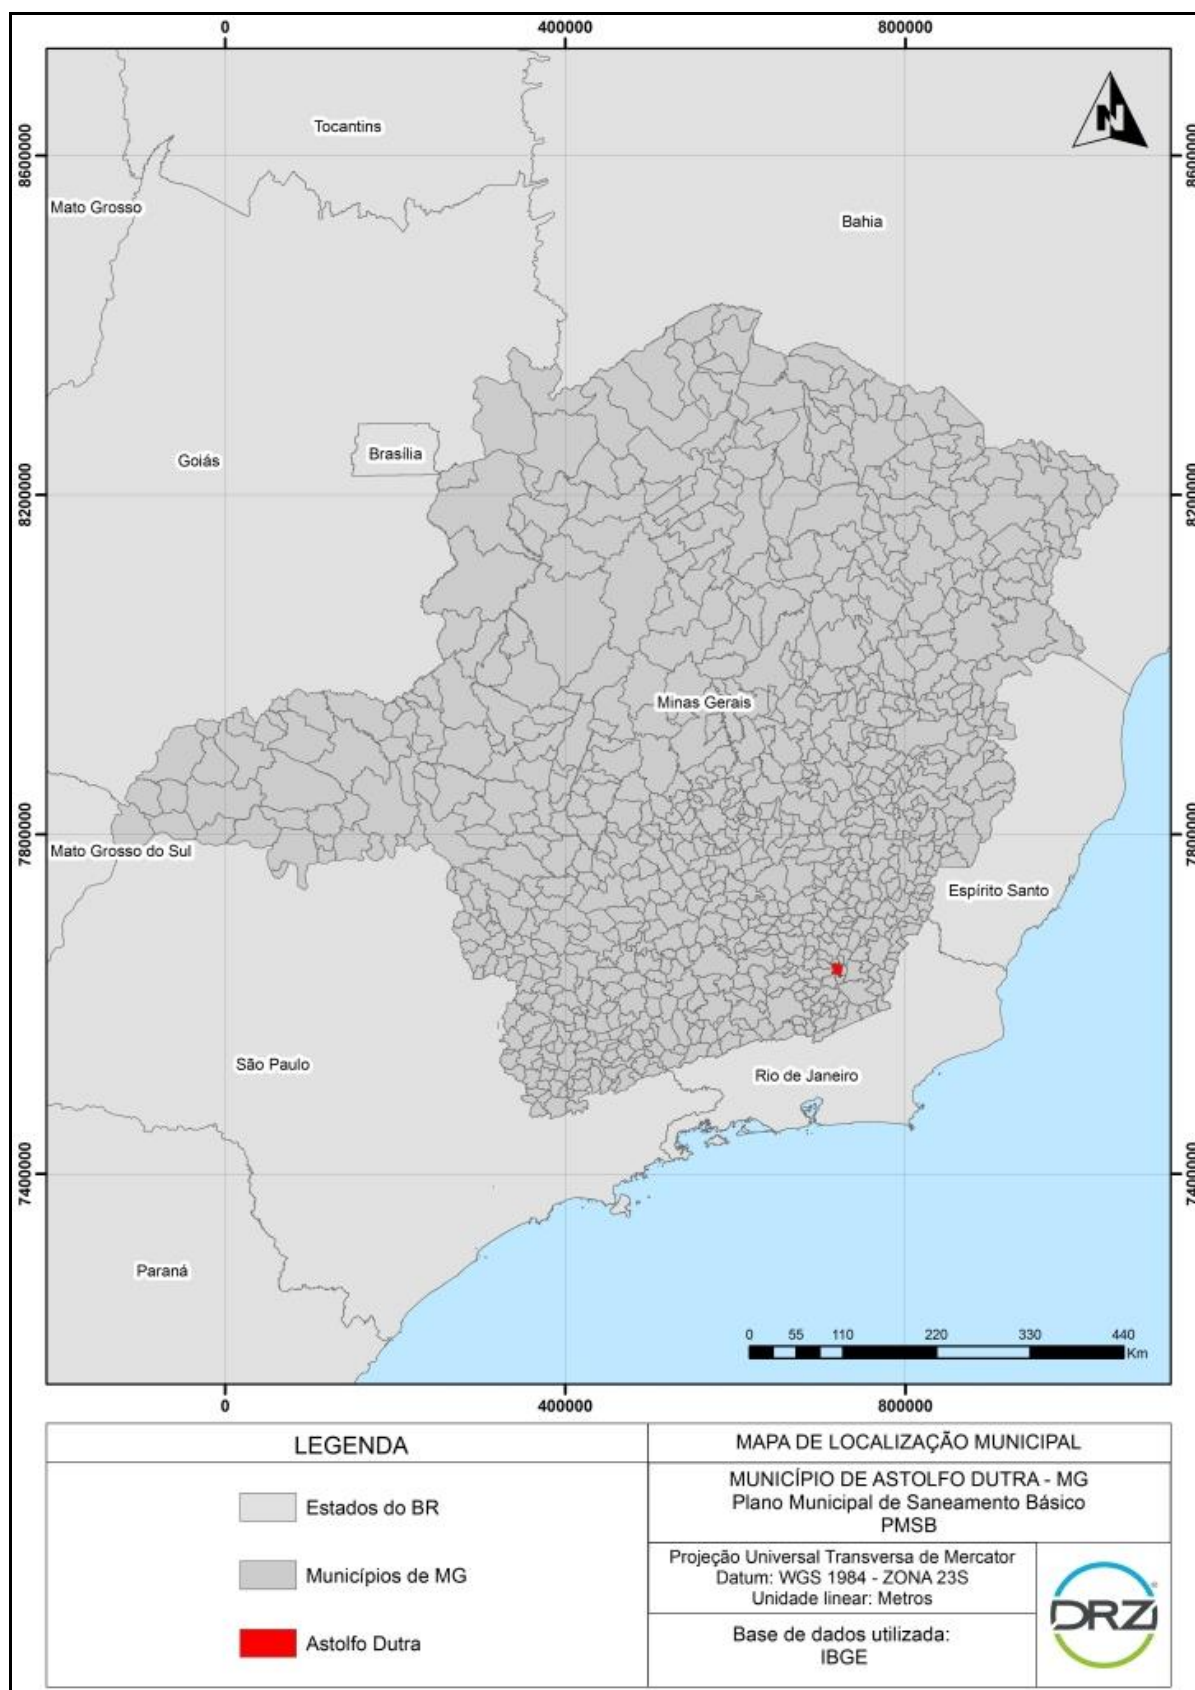 0 400000 800000
8600000 8600000
8200000 8200000
7800000 7800000
7400000 7400000
N
Tocantins
Mato Grosso
Bahia
Goiás
Brasília
Minas Gerais
Mato Grosso do Sul
Espírito Santo
São Paulo
Rio de Janeiro
Paraná
0 55 110 220 330 440
Km
0 400000 800000
LEGENDA
Estados do BR
Municípios de MG
Astolfo Dutra
MAPA DE LOCALIZAÇÃO MUNICIPAL
MUNICÍPIO DE ASTOLFO DUTRA - MG
Plano Municipal de Saneamento Básico
PMSB
Projeção Universal Transversa de Mercator
Datum: WGS 1984 - ZONA 23S
Unidade linear: Metros
Base de dados utilizada:
IBGE
DRZ®